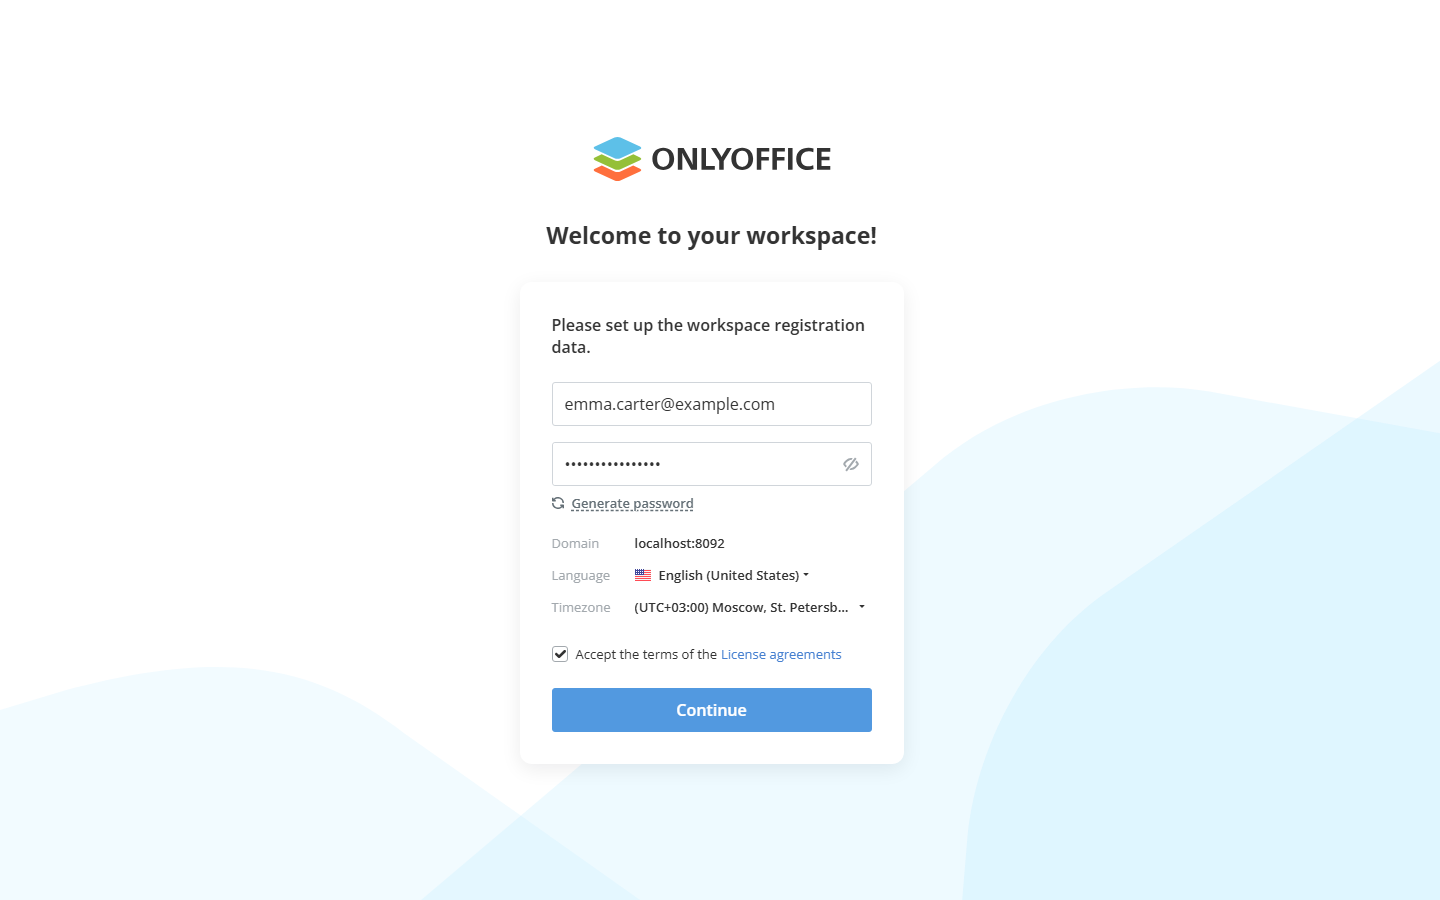 ONLYOFFICE
Welcome to your workspace!
Please set up the workspace registration
data.
emma.carter@example.com
••••••••••••••••
Generate password
Domain localhost:8092
Language English (United States)
Timezone (UTC+03:00) Moscow, St. Petersb...
Accept the terms of the License agreements
Continue